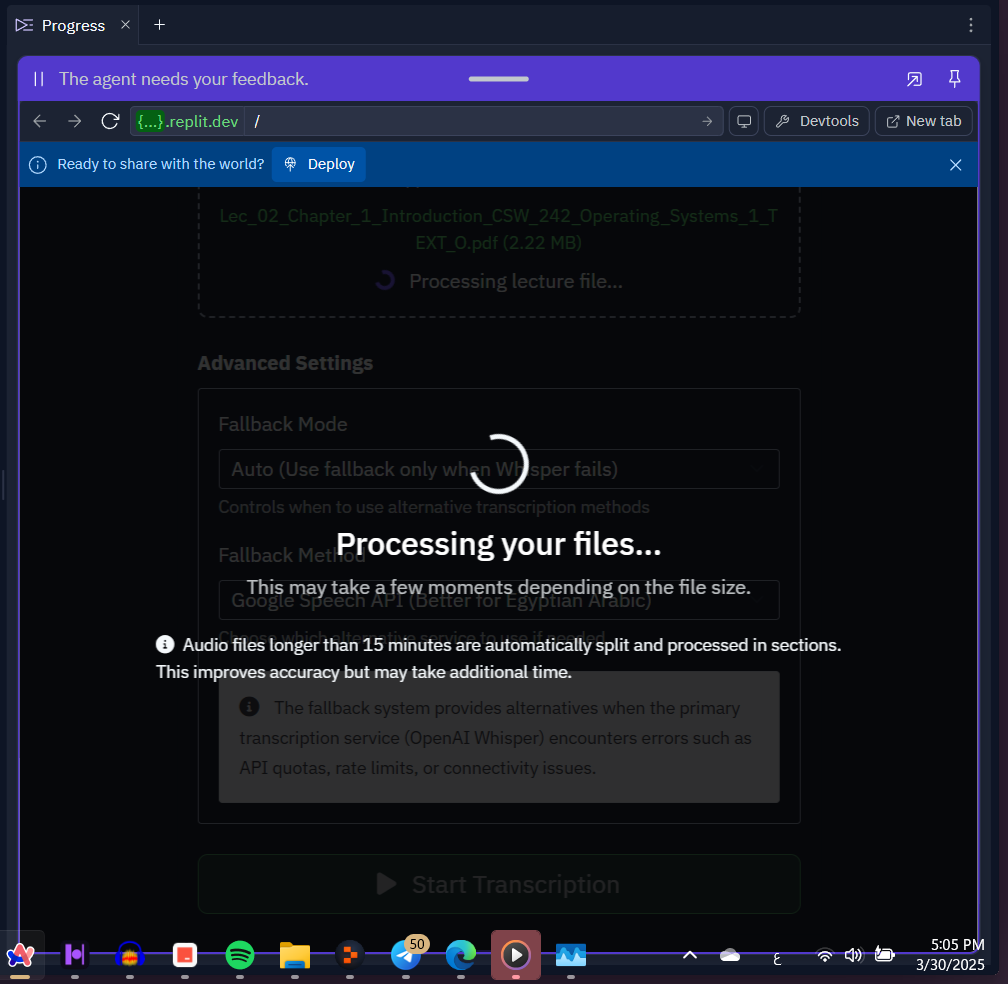 Progress
The agent needs your feedback.
{...}.replit.dev /
Devtools
New tab
Ready to share with the world?
Deploy
Lec_02_Chapter_1_Introduction_CSW_242_Operating_Systems_1_T
EXT_O.pdf (2.22 MB)
Processing lecture file...
Advanced Settings
Fallback Mode
Auto (Use fallback only when Whisper fails)
Controls when to use alternative transcription methods
Processing your files...
Fallback Method
This may take a few moments depending on the file size.
Google Speech API (Better for Egyptian Arabic)
Choose which alternative service to use if needed
Audio files longer than 15 minutes are automatically split and processed in sections.
This improves accuracy but may take additional time.
The fallback system provides alternatives when the primary
transcription service (OpenAI Whisper) encounters errors such as
API quotas, rate limits, or connectivity issues.
Start Transcription
50
ع
5:05 PM
3/30/2025